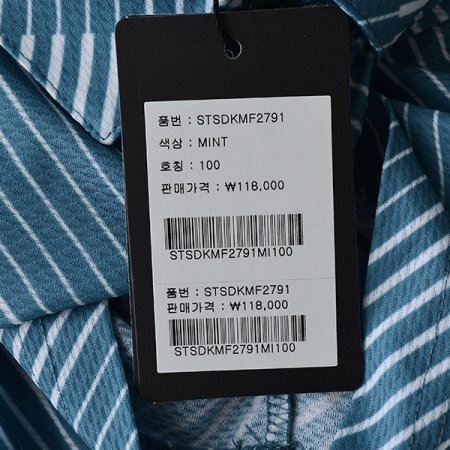 품번 : STSDKMF2791
색상 : MINT
호칭 : 100
판매가격 : ₩118,000
STSDKMF2791MI100
품번 : STSDKMF2791
판매가격 : ₩118,000
STSDKMF2791MI100